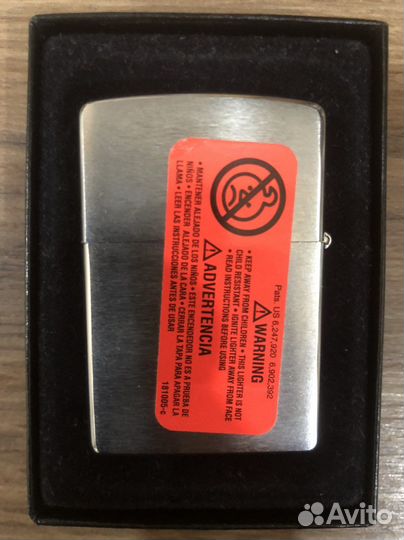 Pats. US 6,247,920 6,902,392
⚠WARNING
• KEEP AWAY FROM CHILDREN • THIS LIGHTER IS NOT
CHILD RESISTANT • IGNITE LIGHTER AWAY FROM FACE
• READ INSTRUCTIONS BEFORE USING
⚠ADVERTENCIA
• MANTENER ALEJADO DE LOS NIÑOS • ESTE ENCENDEDOR NO ES A PRUEBA DE
NIÑOS • ENCENDER ALEJADO DE LA CARA • CERRAR LA TAPA PARA APAGAR LA
LLAMA • LEER LAS INSTRUCCIONES ANTES DE USAR
181005-c
Avito